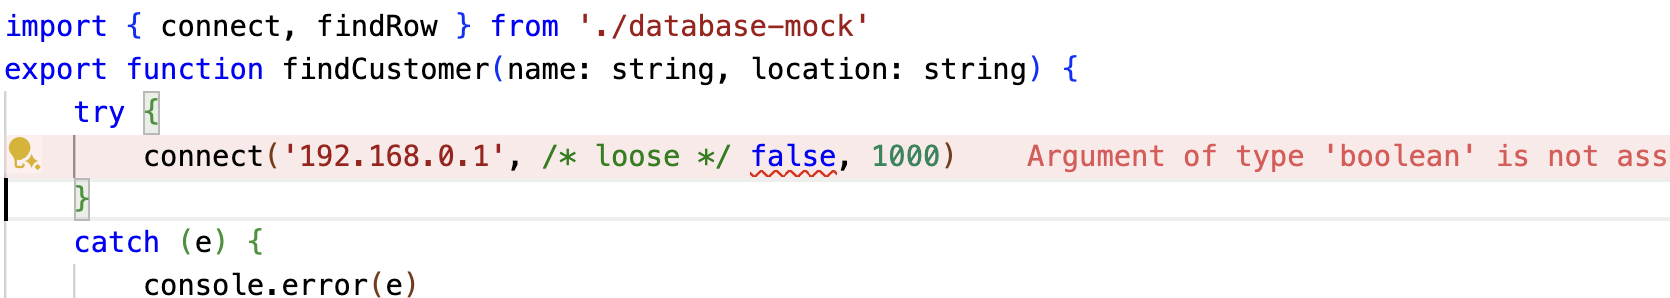 import { connect, findRow } from './database-mock'
export function findCustomer(name: string, location: string) {
try {
connect('192.168.0.1', /* loose */ false, 1000) Argument of type 'boolean' is not ass
}
catch (e) {
console.error(e)